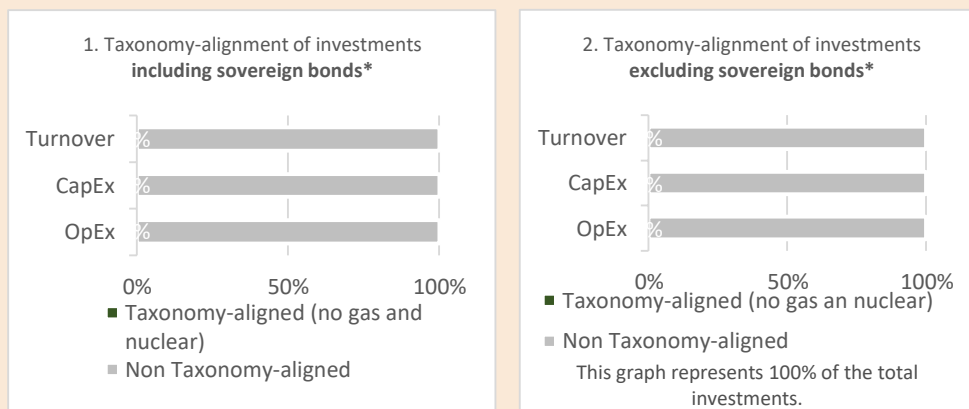 1. Taxonomy-alignment of investments
including sovereign bonds*
Turnover
%
CapEx
%
OpEx
%
0% 50% 100%
Taxonomy-aligned (no gas and
nuclear)
Non Taxonomy-aligned
2. Taxonomy-alignment of investments
excluding sovereign bonds*
Turnover
%
CapEx
%
OpEx
%
0% 50% 100%
Taxonomy-aligned (no gas an nuclear)
Non Taxonomy-aligned
This graph represents 100% of the total
investments.